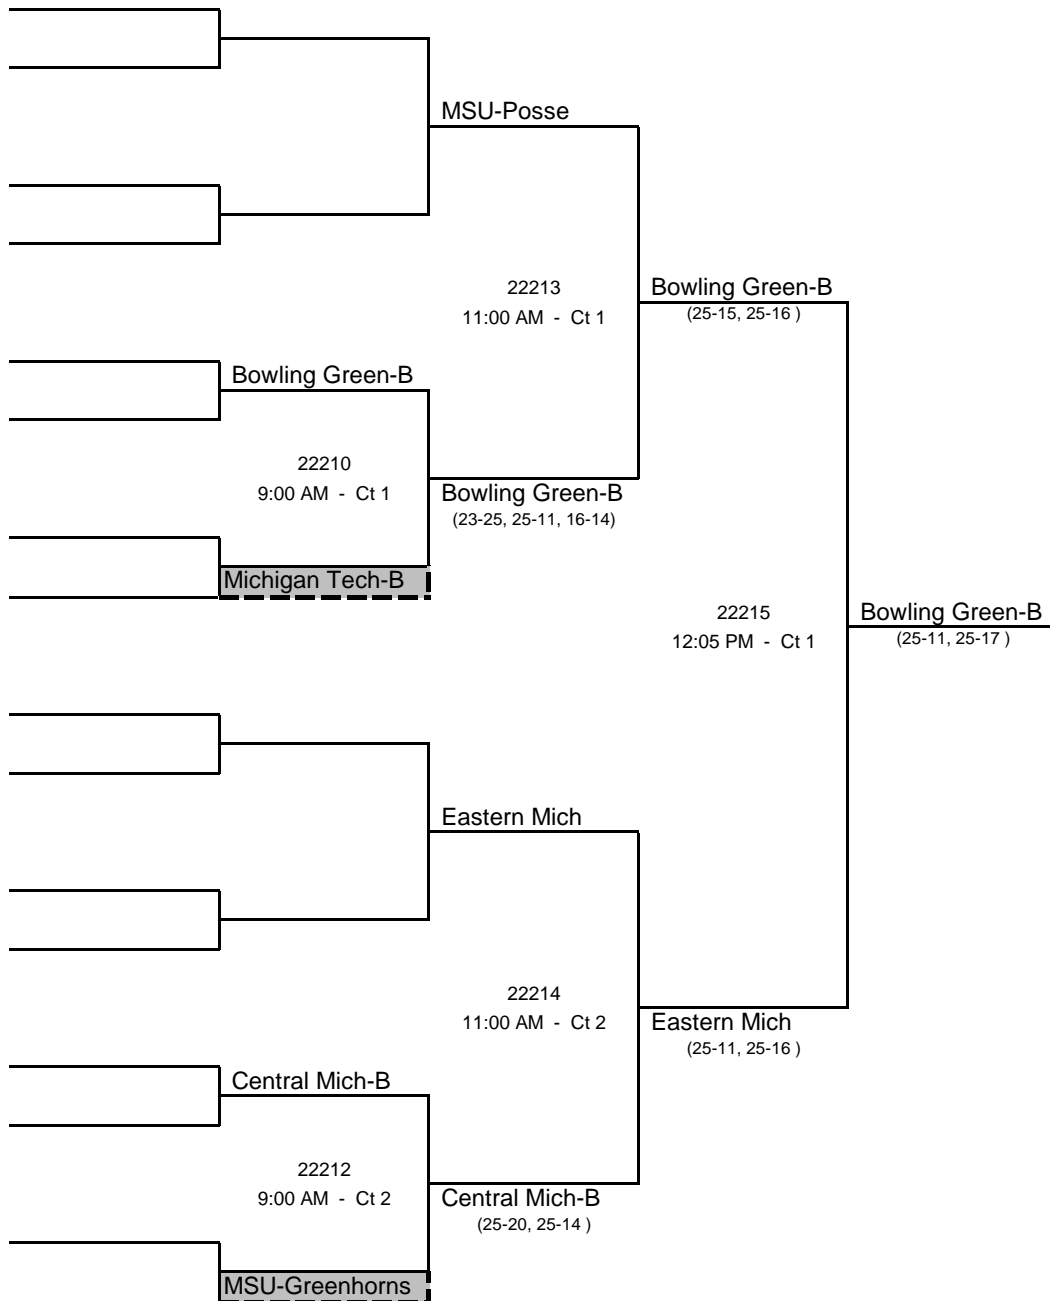 MSU-Posse
22213
11:00 AM - Ct 1
Bowling Green-B
(25-15, 25-16 )
Bowling Green-B
22210
9:00 AM - Ct 1
Bowling Green-B
(23-25, 25-11, 16-14)
Michigan Tech-B
22215
12:05 PM - Ct 1
Bowling Green-B
(25-11, 25-17 )
Eastern Mich
22214
11:00 AM - Ct 2
Eastern Mich
(25-11, 25-16 )
Central Mich-B
22212
9:00 AM - Ct 2
Central Mich-B
(25-20, 25-14 )
MSU-Greenhorns